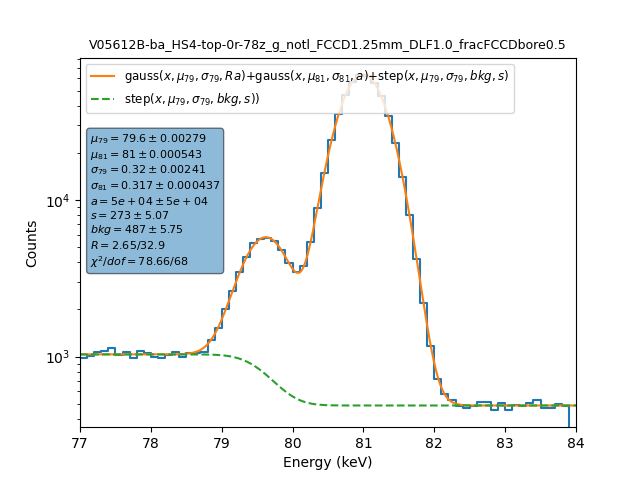 V05612B-ba_HS4-top-0r-78z_g_notl_FCCD1.25mm_DLF1.0_fracFCCDbore0.5
gauss(x, μ79, σ79, Ra)+gauss(x, μ81, σ81, a)+step(x, μ79, σ79, bkg, s)
step(x, μ79, σ79, bkg, s))
μ79 = 79.6 ± 0.00279
μ81 = 81 ± 0.000543
σ79 = 0.32 ± 0.00241
σ81 = 0.317 ± 0.000437
a = 5e + 04 ± 5e + 04
s = 273 ± 5.07
bkg = 487 ± 5.75
R = 2.65/32.9
χ²/dof = 78.66/68
10⁴
10³
Counts
77 78 79 80 81 82 83 84
Energy (keV)